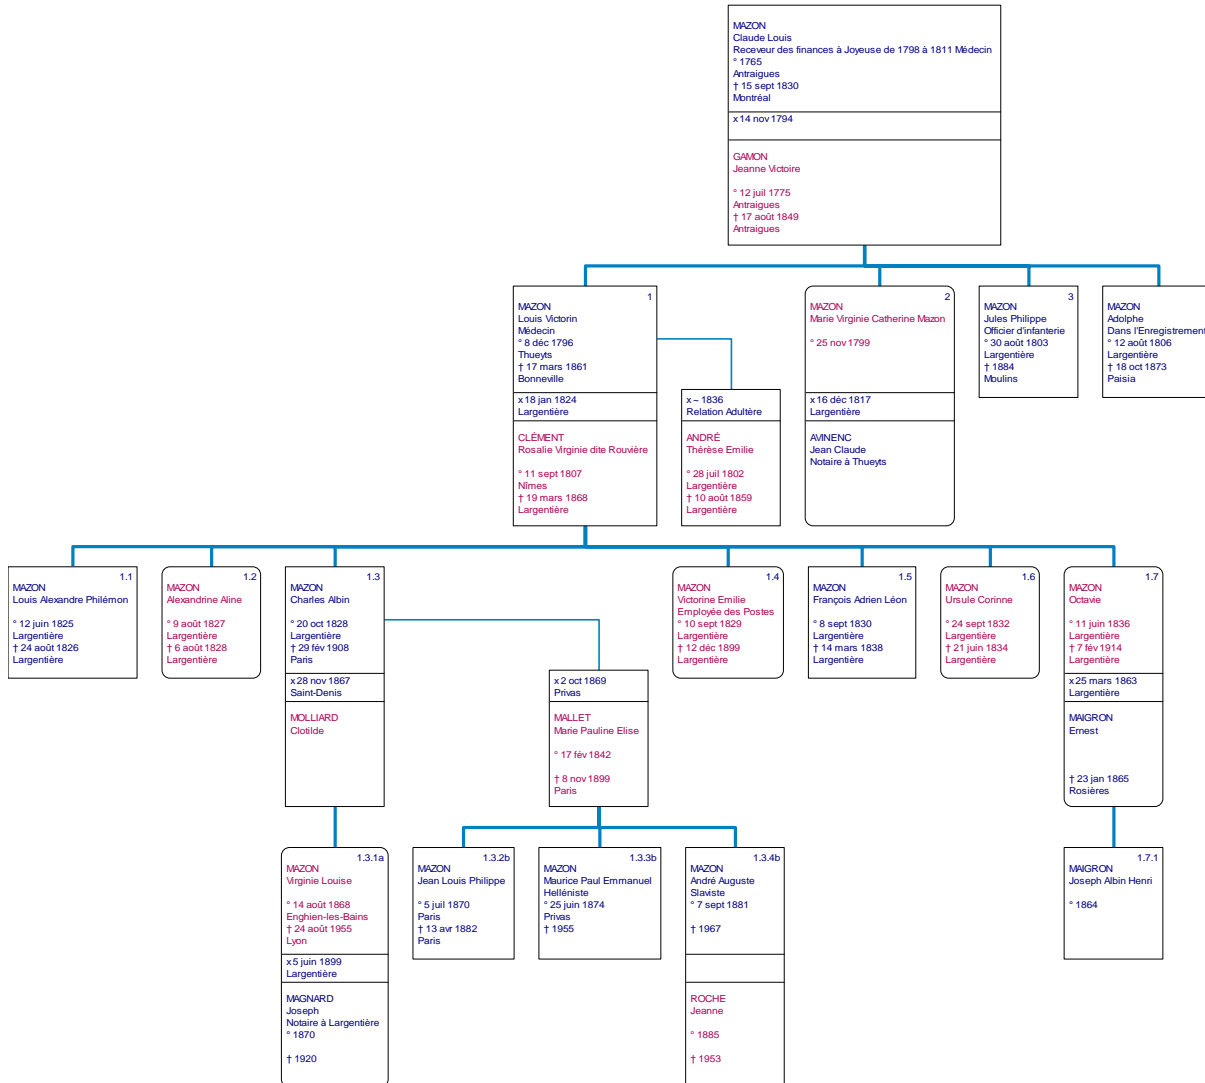 MAZON
Claude Louis
Receveur des finances à Joyeuse de 1798 à 1811 Médecin
° 1765
Antraigues
† 15 sept 1830
Montréal
x 14 nov 1794
GAMON
Jeanne Victoire
° 12 juil 1775
Antraigues
† 17 août 1849
Antraigues
1
MAZON
Louis Victorin
Médecin
° 8 déc 1796
Thueyts
† 17 mars 1861
Bonneville
x 18 jan 1824
Largentière
CLÉMENT
Rosalie Virginie dite Rouvière
° 11 sept 1807
Nîmes
† 19 mars 1868
Largentière
x ~ 1836
Relation Adultère
ANDRÉ
Thérèse Emilie
° 28 juil 1802
Largentière
† 10 août 1859
Largentière
2
MAZON
Marie Virginie Catherine Mazon
° 25 nov 1799
x 16 déc 1817
Largentière
AVINENC
Jean Claude
Notaire à Thueyts
3
MAZON
Jules Philippe
Officier d'infanterie
° 30 août 1803
Largentière
† 1884
Moulins
MAZON
Adolphe
Dans l'Enregistrement
° 12 août 1806
Largentière
† 18 oct 1873
Paisia
1.1
MAZON
Louis Alexandre Philémon
° 12 juin 1825
Largentière
† 24 août 1826
Largentière
1.2
MAZON
Alexandrine Aline
° 9 août 1827
Largentière
† 6 août 1828
Largentière
1.3
MAZON
Charles Albin
° 20 oct 1828
Largentière
† 29 fév 1908
Paris
x 28 nov 1867
Saint-Denis
MOLLIARD
Clotilde
x 2 oct 1869
Privas
MALLET
Marie Pauline Elise
° 17 fév 1842
† 8 nov 1899
Paris
1.4
MAZON
Victorine Emilie
Employée des Postes
° 10 sept 1829
Largentière
† 12 déc 1899
Largentière
1.5
MAZON
François Adrien Léon
° 8 sept 1830
Largentière
† 14 mars 1838
Largentière
1.6
MAZON
Ursule Corinne
° 24 sept 1832
Largentière
† 21 juin 1834
Largentière
1.7
MAZON
Octavie
° 11 juin 1836
Largentière
† 7 fév 1914
Largentière
x 25 mars 1863
Largentière
MAIGRON
Ernest
† 23 jan 1865
Rosières
1.3.1a
MAZON
Virginie Louise
° 14 août 1868
Enghien-les-Bains
† 24 août 1955
Lyon
x 5 juin 1899
Largentière
MAGNARD
Joseph
Notaire à Largentière
° 1870
† 1920
1.3.2b
MAZON
Jean Louis Philippe
° 5 juil 1870
Paris
† 13 avr 1882
Paris
1.3.3b
MAZON
Maurice Paul Emmanuel
Helléniste
° 25 juin 1874
Privas
† 1955
1.3.4b
MAZON
André Auguste
Slaviste
° 7 sept 1881
† 1967
ROCHE
Jeanne
° 1885
† 1953
1.7.1
MAIGRON
Joseph Albin Henri
° 1864